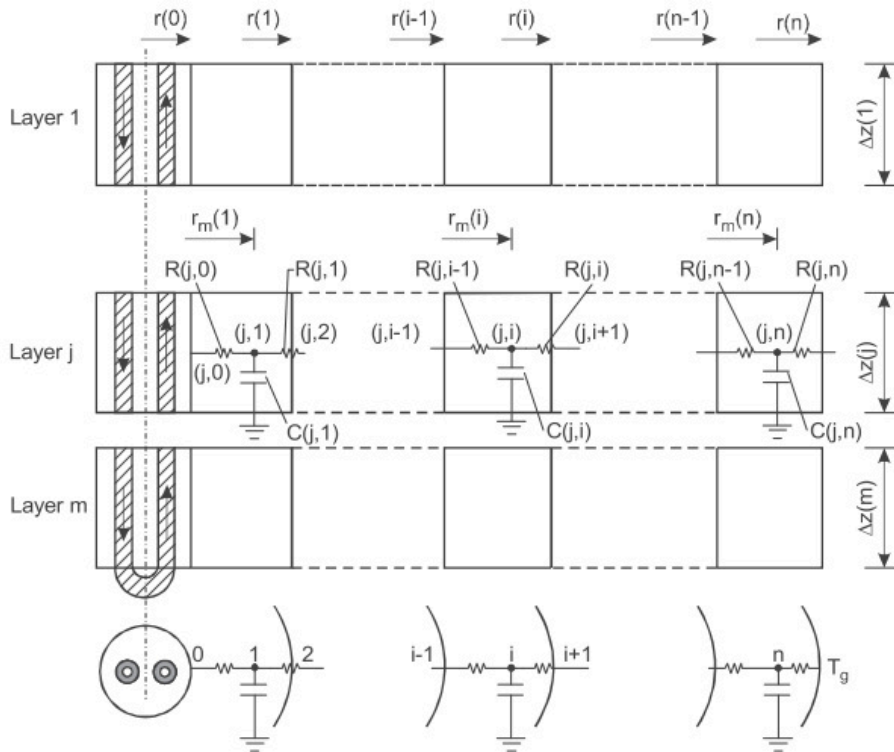 r(0) r(1) r(i-1) r(i) r(n-1) r(n)
Layer 1
Δz(1)
r_m(1) r_m(i) r_m(n)
R(j,0) R(j,1) R(j,i-1) R(j,i) R(j,n-1) R(j,n)
Layer j
(j,1) (j,2) (j,i-1) (j,i) (j,i+1) (j,n)
(j,0)
Δz(j)
C(j,1) C(j,i) C(j,n)
Layer m
Δz(m)
0 1 2 i-1 i i+1 n T_g